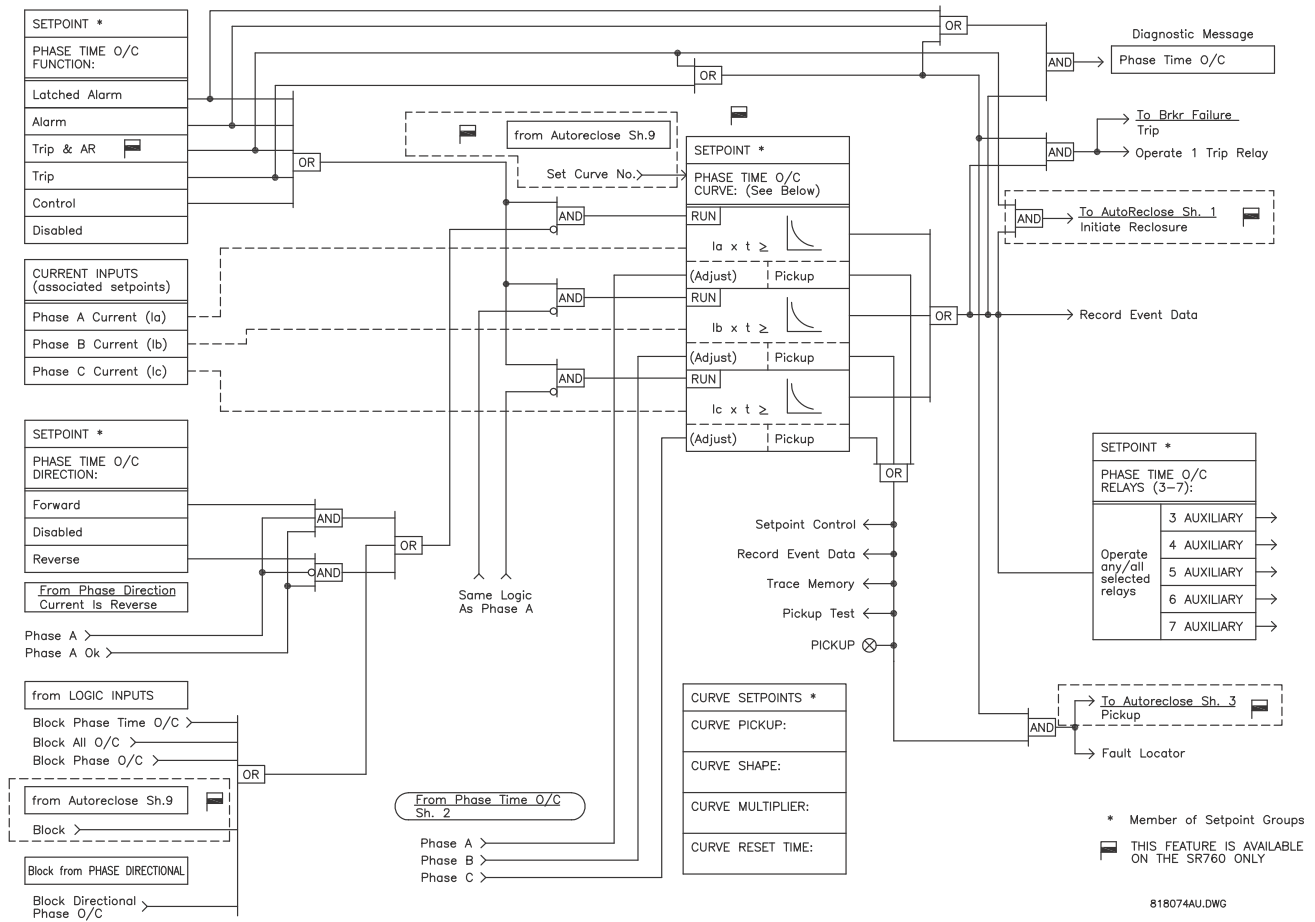 SETPOINT *
PHASE TIME O/C
FUNCTION:
Latched Alarm
Alarm
Trip & AR
Trip
Control
Disabled
OR
CURRENT INPUTS
(associated setpoints)
Phase A Current (Ia)
Phase B Current (Ib)
Phase C Current (Ic)
SETPOINT *
PHASE TIME O/C
DIRECTION:
Forward
Disabled
Reverse
AND
AND
OR
From Phase Direction
Current Is Reverse
Phase A
Phase A Ok
from LOGIC INPUTS
Block Phase Time O/C
Block All O/C
Block Phase O/C
OR
from Autoreclose Sh.9
Block
Block from PHASE DIRECTIONAL
Block Directional
Phase O/C
from Autoreclose Sh.9
Set Curve No.
AND
AND
AND
Same Logic
As Phase A
From Phase Time O/C
Sh. 2
Phase A
Phase B
Phase C
SETPOINT *
PHASE TIME O/C
CURVE: (See Below)
RUN
Ia x t ≥
(Adjust)
Pickup
RUN
Ib x t ≥
(Adjust)
Pickup
RUN
Ic x t ≥
(Adjust)
Pickup
OR
OR
OR
OR
Setpoint Control
Record Event Data
Trace Memory
Pickup Test
PICKUP
CURVE SETPOINTS *
CURVE PICKUP:
CURVE SHAPE:
CURVE MULTIPLIER:
CURVE RESET TIME:
Diagnostic Message
AND
Phase Time O/C
AND
To Brkr Failure
Trip
Operate 1 Trip Relay
AND
To AutoReclose Sh. 1
Initiate Reclosure
Record Event Data
SETPOINT *
PHASE TIME O/C
RELAYS (3-7):
Operate
any/all
selected
relays
3 AUXILIARY
4 AUXILIARY
5 AUXILIARY
6 AUXILIARY
7 AUXILIARY
AND
To Autoreclose Sh. 3
Pickup
Fault Locator
* Member of Setpoint Groups
THIS FEATURE IS AVAILABLE
ON THE SR760 ONLY
818074AU.DWG